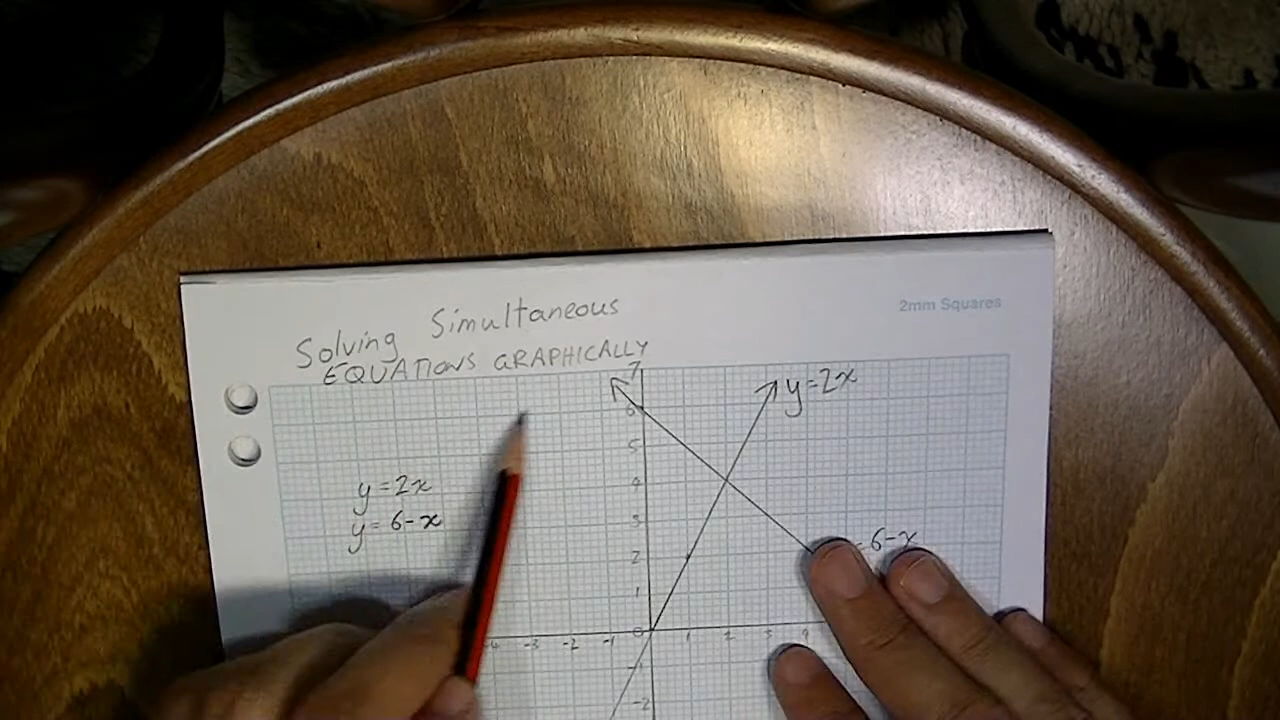 Solving Simultaneous
EQUATIONS GRAPHICALLY
2mm Squares
y=2x
y=6-x
y=2x
6-x
7
6
5
4
3
2
1
0
-4 -3 -2 -1 1 2 3 4
-1
-2